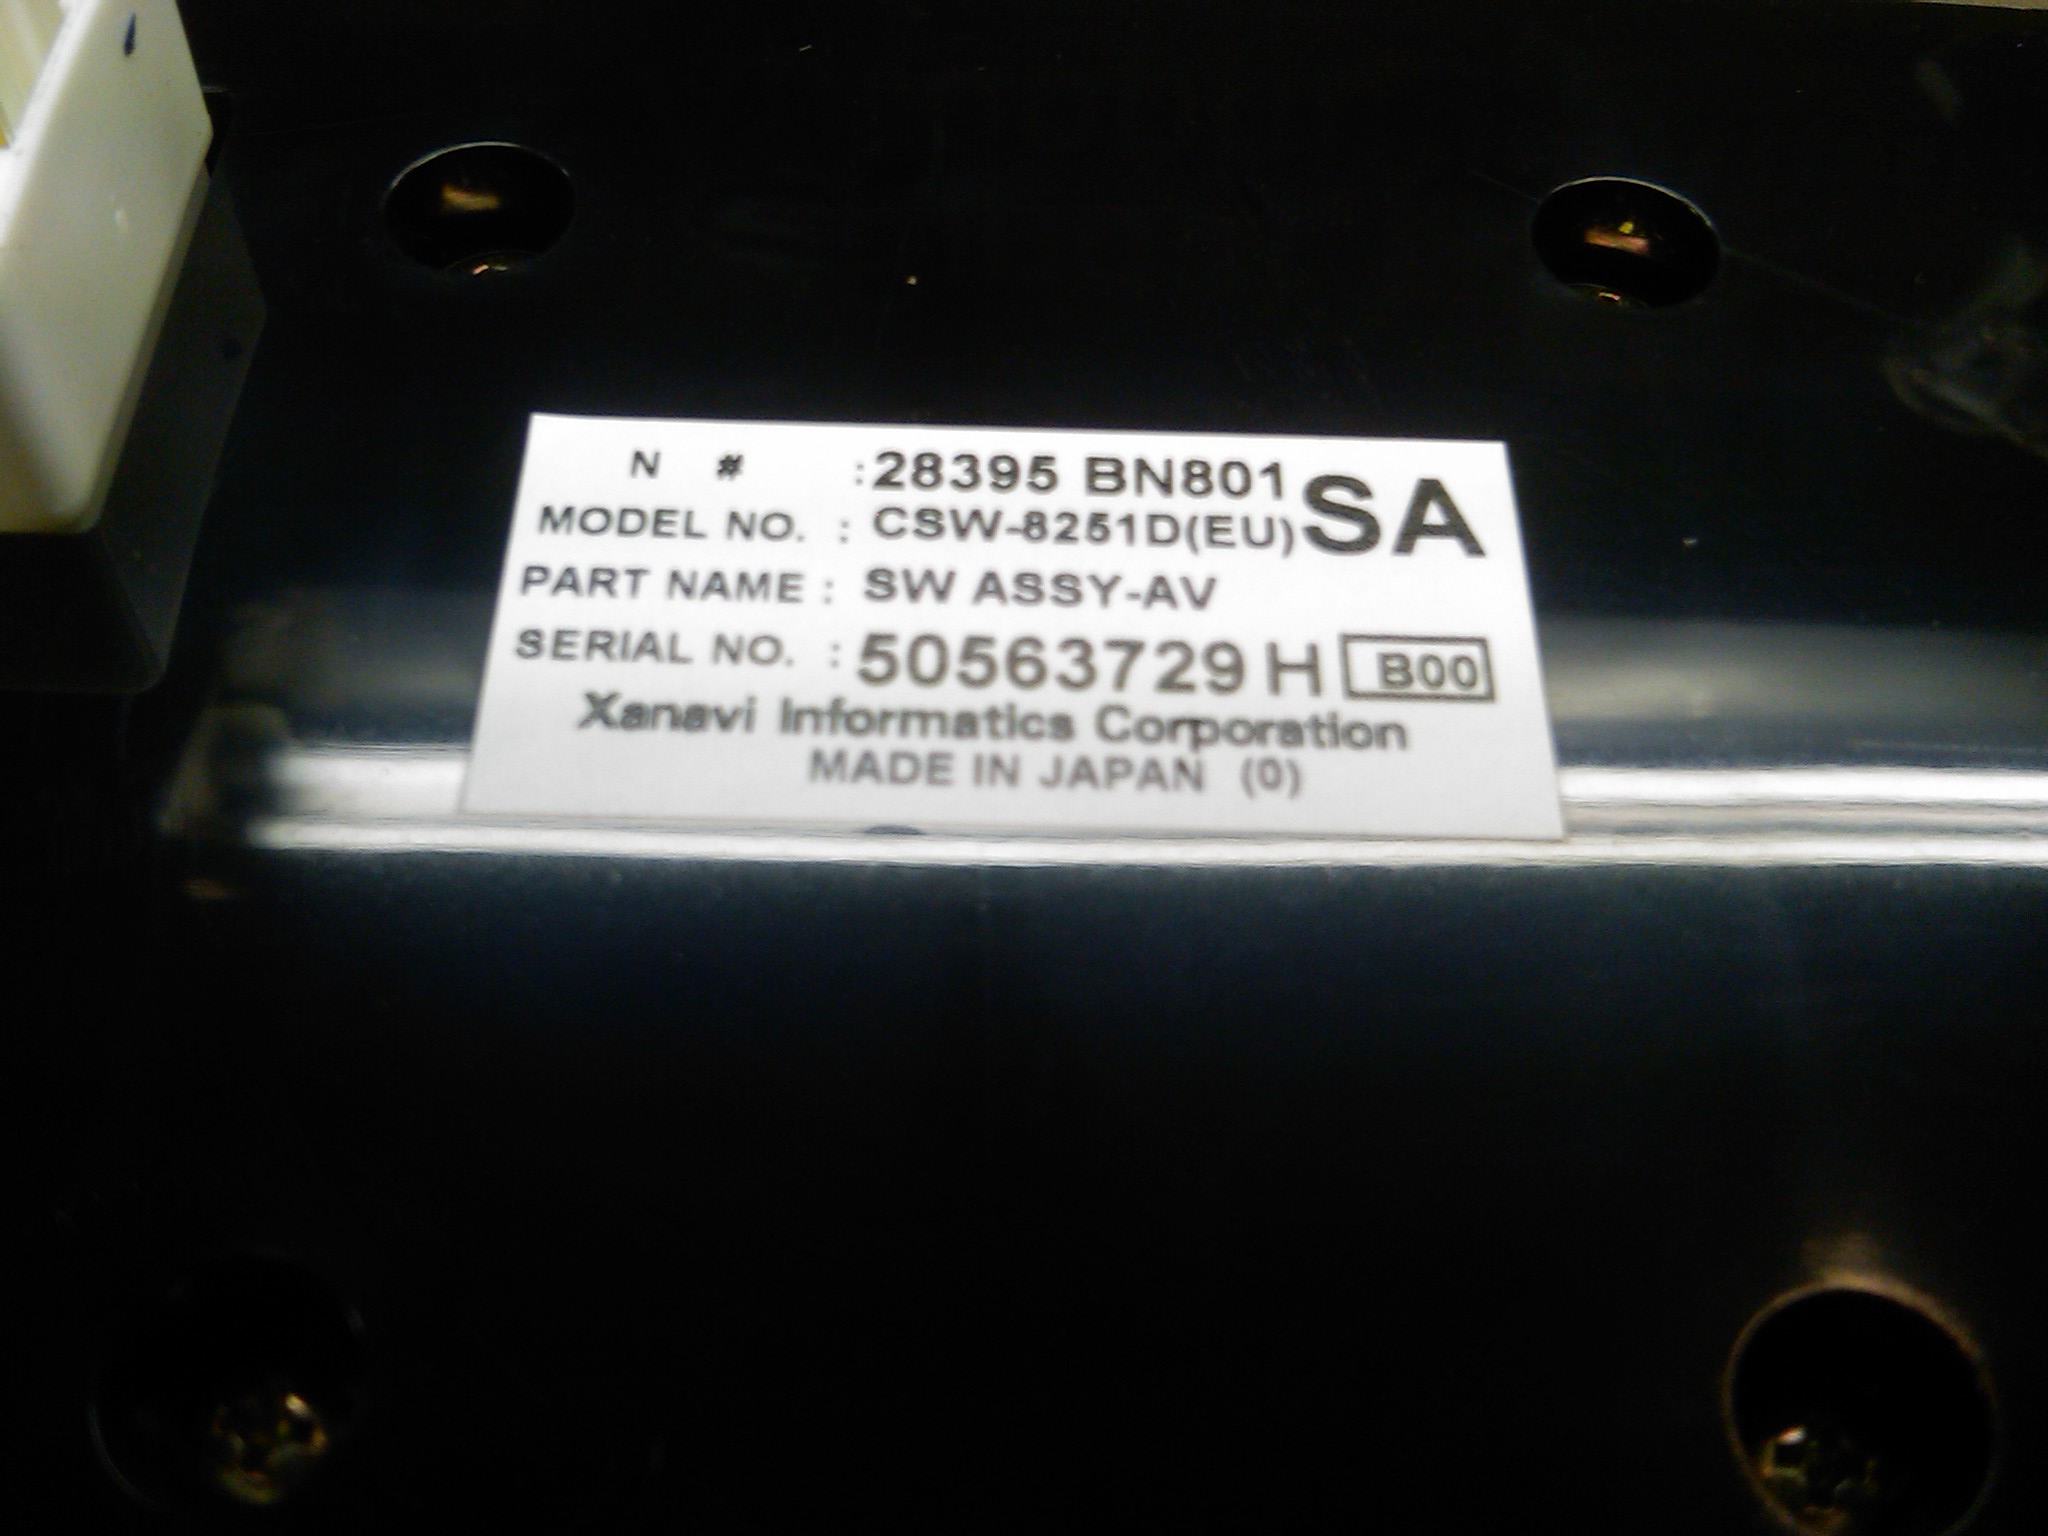 N # :28395 BN801 SA
MODEL NO. : CSW-8251D(EU)
PART NAME : SW ASSY-AV
SERIAL NO. :50563729 H B00
Xanavi Informatics Corporation
MADE IN JAPAN (0)